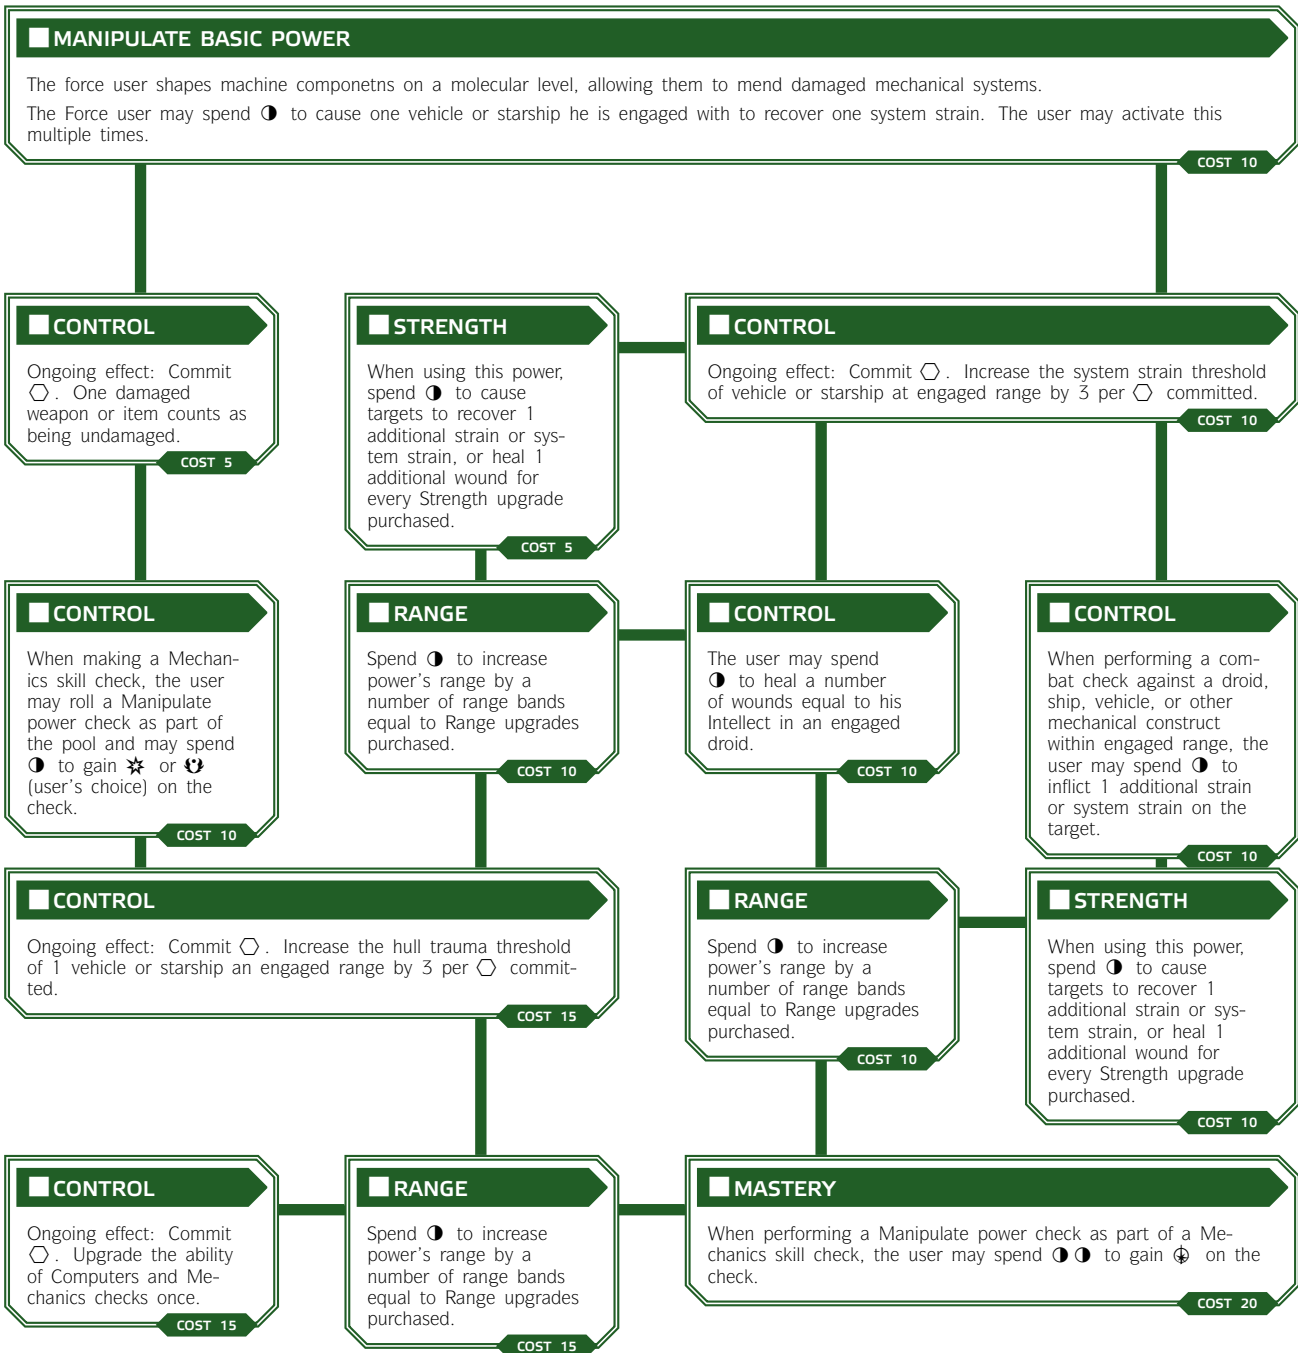 MANIPULATE BASIC POWER
The force user shapes machine componetns on a molecular level, allowing them to mend damaged mechanical systems.
The Force user may spend ◑ to cause one vehicle or starship he is engaged with to recover one system strain. The user may activate this
multiple times.
COST 10
CONTROL
Ongoing effect: Commit
⬡. One damaged
weapon or item counts as
being undamaged.
COST 5
STRENGTH
When using this power,
spend ◑ to cause
targets to recover 1
additional strain or sys-
tem strain, or heal 1
additional wound for
every Strength upgrade
purchased.
COST 5
CONTROL
Ongoing effect: Commit ⬡. Increase the system strain threshold
of vehicle or starship at engaged range by 3 per ⬡ committed.
COST 10
CONTROL
When making a Mechan-
ics skill check, the user
may roll a Manipulate
power check as part of
the pool and may spend
◑ to gain or
(user's choice) on the
check.
COST 10
RANGE
Spend ◑ to increase
power's range by a
number of range bands
equal to Range upgrades
purchased.
COST 10
CONTROL
The user may spend
◑ to heal a number
of wounds equal to his
Intellect in an engaged
droid.
COST 10
CONTROL
When performing a com-
bat check against a droid,
ship, vehicle, or other
mechanical construct
within engaged range, the
user may spend ◑ to
inflict 1 additional strain
or system strain on the
target.
COST 10
CONTROL
Ongoing effect: Commit ⬡. Increase the hull trauma threshold
of 1 vehicle or starship an engaged range by 3 per ⬡ commit-
ted.
COST 15
RANGE
Spend ◑ to increase
power's range by a
number of range bands
equal to Range upgrades
purchased.
COST 10
STRENGTH
When using this power,
spend ◑ to cause
targets to recover 1
additional strain or sys-
tem strain, or heal 1
additional wound for
every Strength upgrade
purchased.
COST 10
CONTROL
Ongoing effect: Commit
⬡. Upgrade the ability
of Computers and Me-
chanics checks once.
COST 15
RANGE
Spend ◑ to increase
power's range by a
number of range bands
equal to Range upgrades
purchased.
COST 15
MASTERY
When performing a Manipulate power check as part of a Me-
chanics skill check, the user may spend ◑◑ to gain on the
check.
COST 20